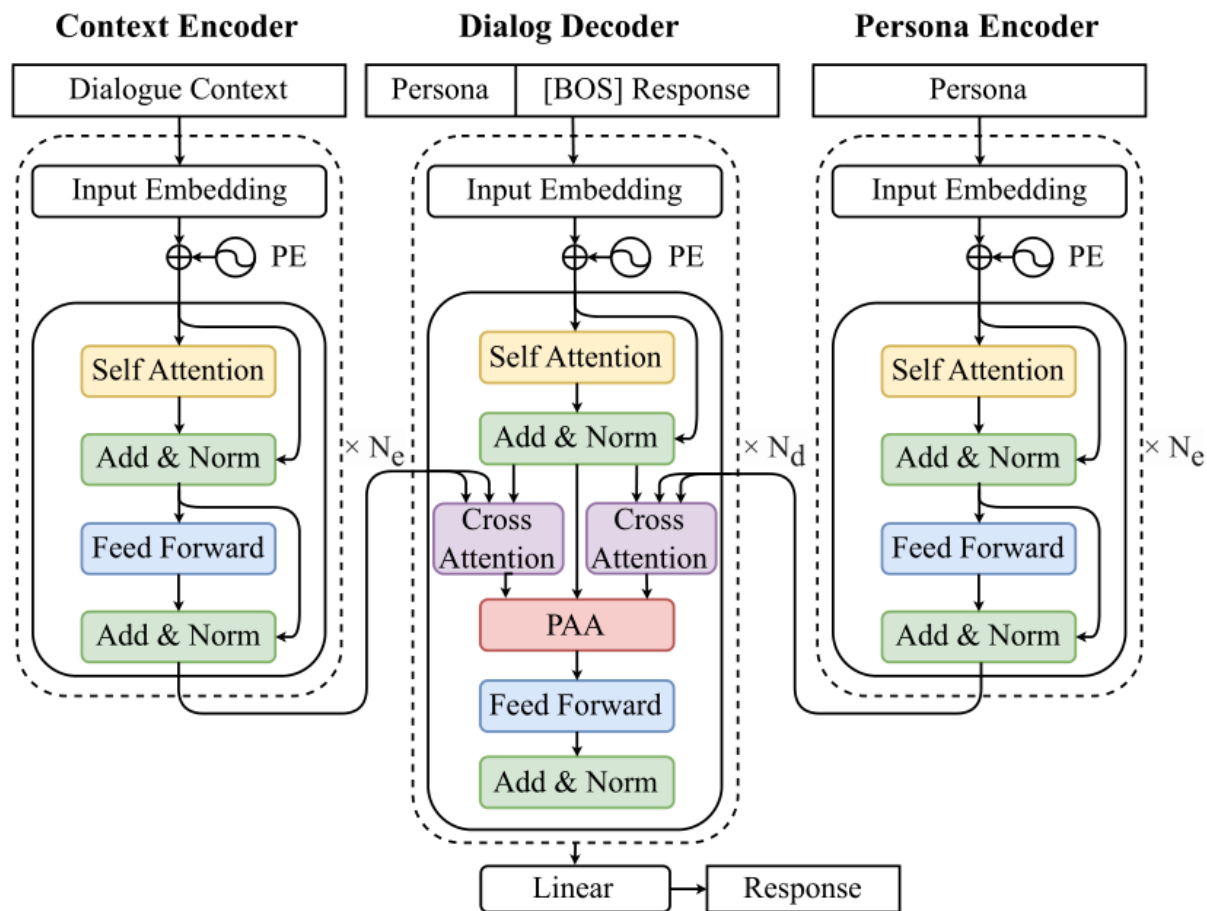 Context Encoder
Dialogue Context
Input Embedding
PE
Self Attention
Add & Norm
Feed Forward
Add & Norm
× Ne
Dialog Decoder
Persona
[BOS] Response
Input Embedding
PE
Self Attention
Add & Norm
Cross
Attention
Cross
Attention
PAA
Feed Forward
Add & Norm
× Nd
Linear
Response
Persona Encoder
Persona
Input Embedding
PE
Self Attention
Add & Norm
Feed Forward
Add & Norm
× Ne